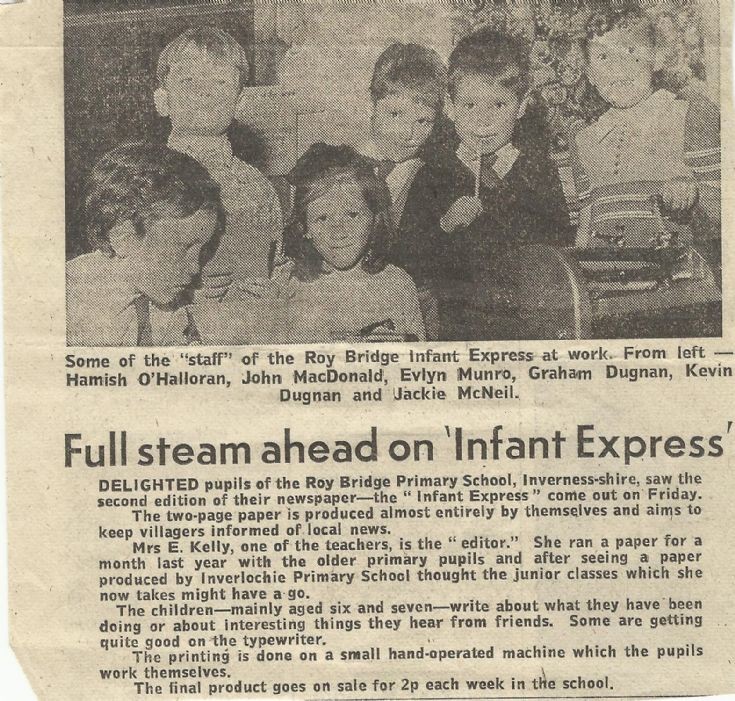 Some of the "staff" of the Roy Bridge Infant Express at work. From left —
Hamish O'Halloran, John MacDonald, Evlyn Munro, Graham Dugnan, Kevin
Dugnan and Jackie McNeil.
Full steam ahead on 'Infant Express'
DELIGHTED pupils of the Roy Bridge Primary School, Inverness-shire, saw the
second edition of their newspaper—the " Infant Express " come out on Friday.
The two-page paper is produced almost entirely by themselves and aims to
keep villagers informed of local news.
Mrs E. Kelly, one of the teachers, is the " editor." She ran a paper for a
month last year with the older primary pupils and after seeing a paper
produced by Inverlochie Primary School thought the junior classes which she
now takes might have a go.
The children—mainly aged six and seven—write about what they have been
doing or about interesting things they hear from friends. Some are getting
quite good on the typewriter.
The printing is done on a small hand-operated machine which the pupils
work themselves.
The final product goes on sale for 2p each week in the school.